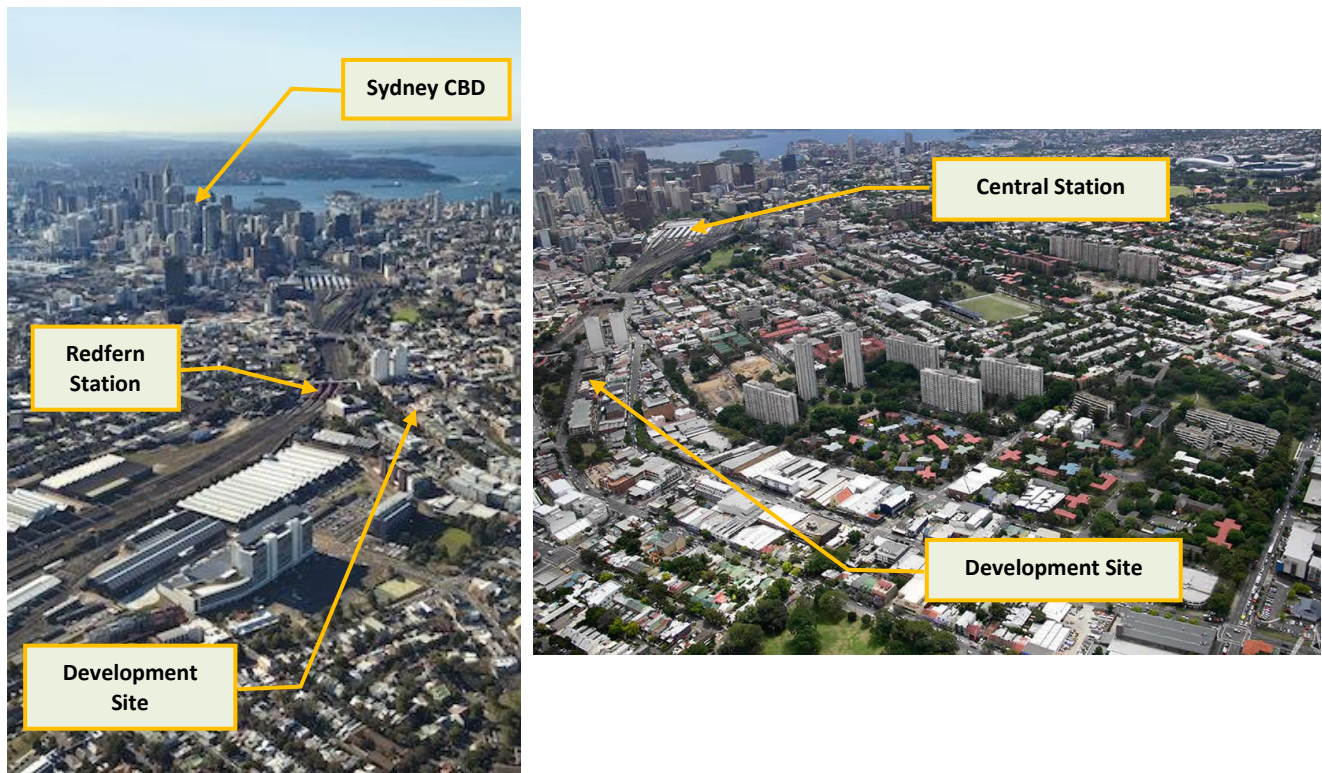 Sydney CBD
Redfern
Station
Development
Site
Central Station
Development Site